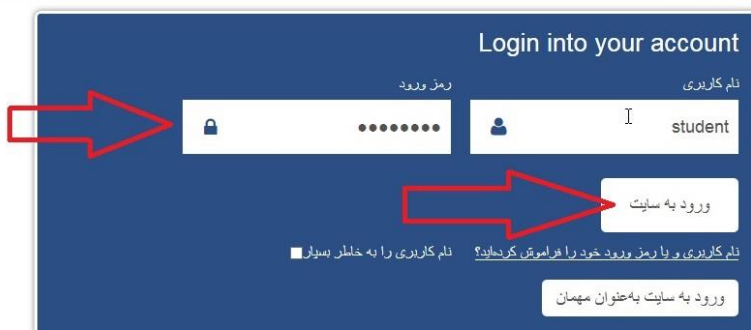 Login into your account
نام کاربری
رمز ورود
student
••••••••
ورود به سایت
نام کاربری و یا رمز ورود خود را فراموش کرده‌اید؟
نام کاربری را به خاطر بسپار
ورود به سایت به‌عنوان مهمان